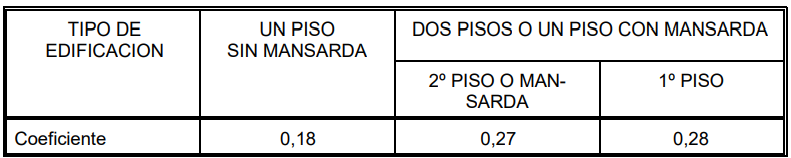 TIPO DE
EDIFICACION
UN PISO
SIN MANSARDA
DOS PISOS O UN PISO CON MANSARDA
2º PISO O MAN-
SARDA
1º PISO
Coeficiente
0,18
0,27
0,28